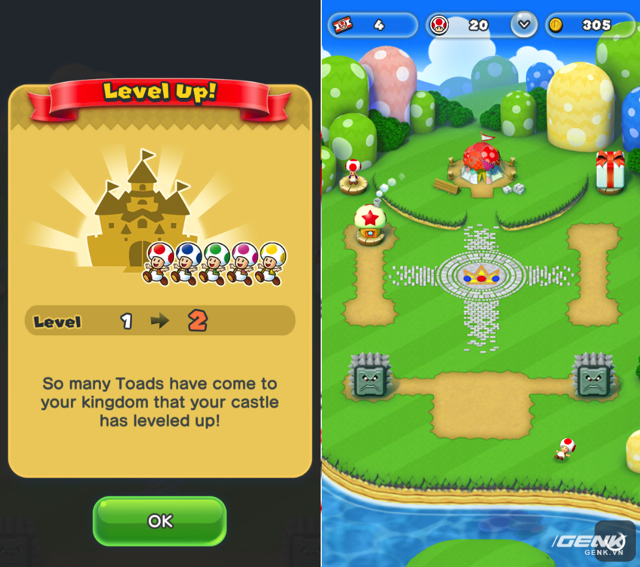 Level Up!
Level 1 2
So many Toads have come to
your kingdom that your castle
has leveled up!
OK
4 20 305
GENK
GENK.VN